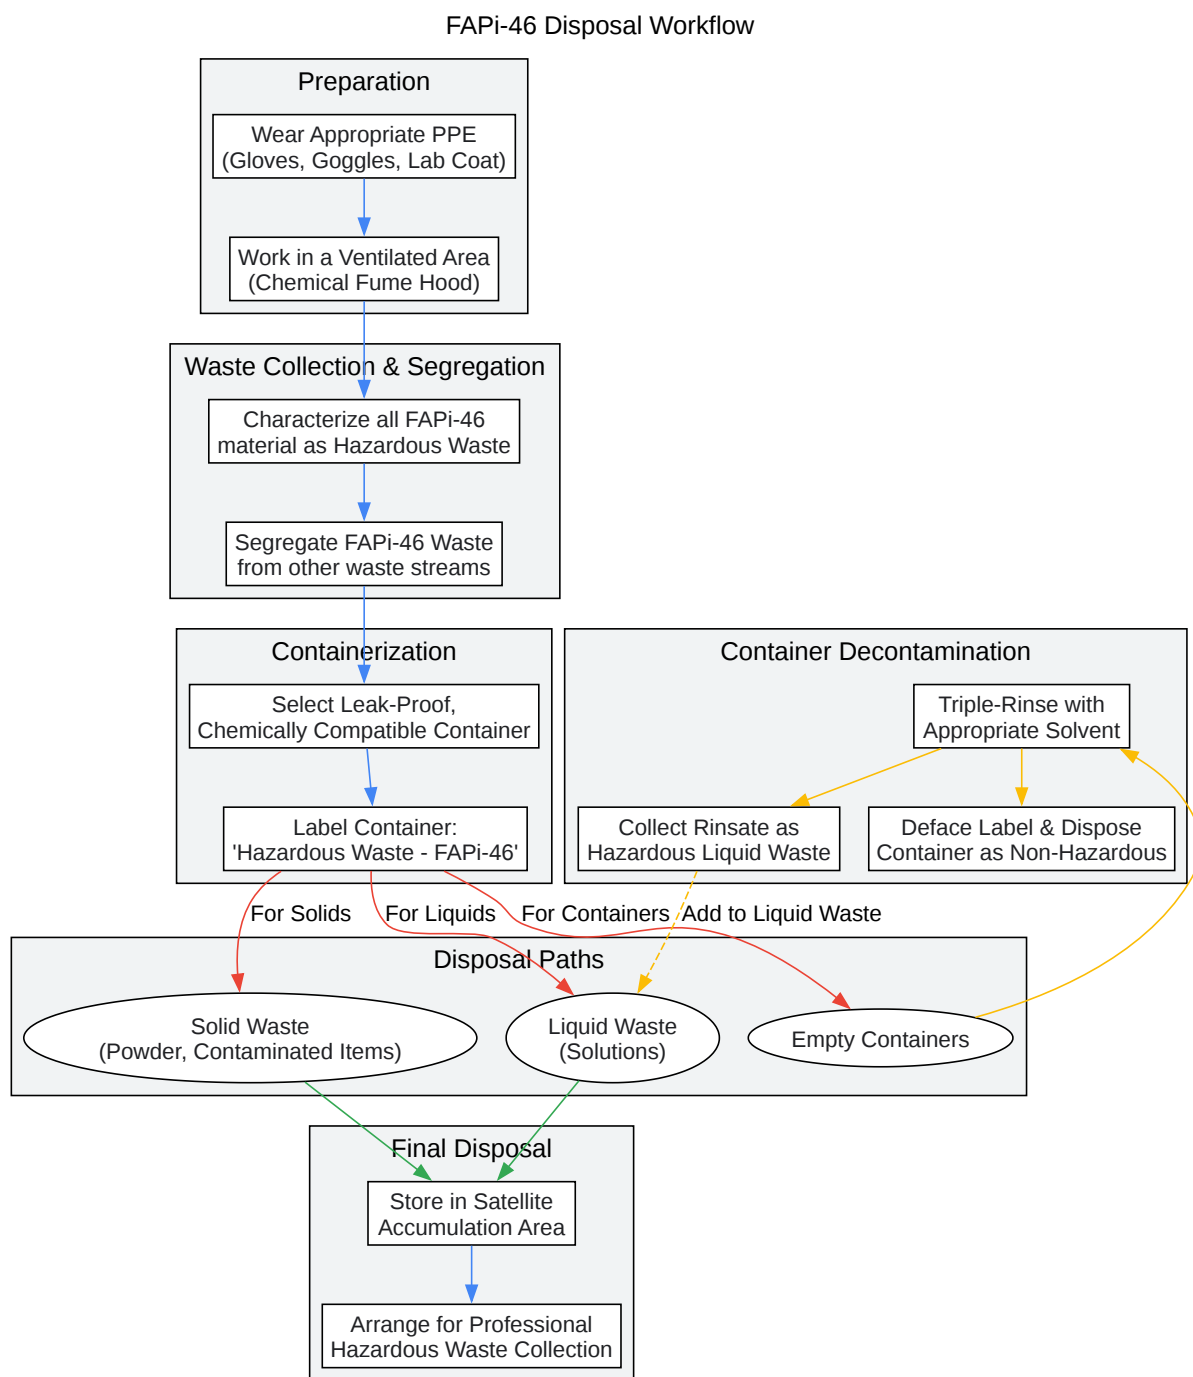 FAPi-46 Disposal Workflow
Preparation
Wear Appropriate PPE
(Gloves, Goggles, Lab Coat)
Work in a Ventilated Area
(Chemical Fume Hood)
Waste Collection & Segregation
Characterize all FAPi-46
material as Hazardous Waste
Segregate FAPi-46 Waste
from other waste streams
Containerization
Select Leak-Proof,
Chemically Compatible Container
Label Container:
'Hazardous Waste - FAPi-46'
Container Decontamination
Triple-Rinse with
Appropriate Solvent
Collect Rinsate as
Hazardous Liquid Waste
Deface Label & Dispose
Container as Non-Hazardous
For Solids
For Liquids
For Containers
Add to Liquid Waste
Disposal Paths
Solid Waste
(Powder, Contaminated Items)
Liquid Waste
(Solutions)
Empty Containers
Final Disposal
Store in Satellite
Accumulation Area
Arrange for Professional
Hazardous Waste Collection